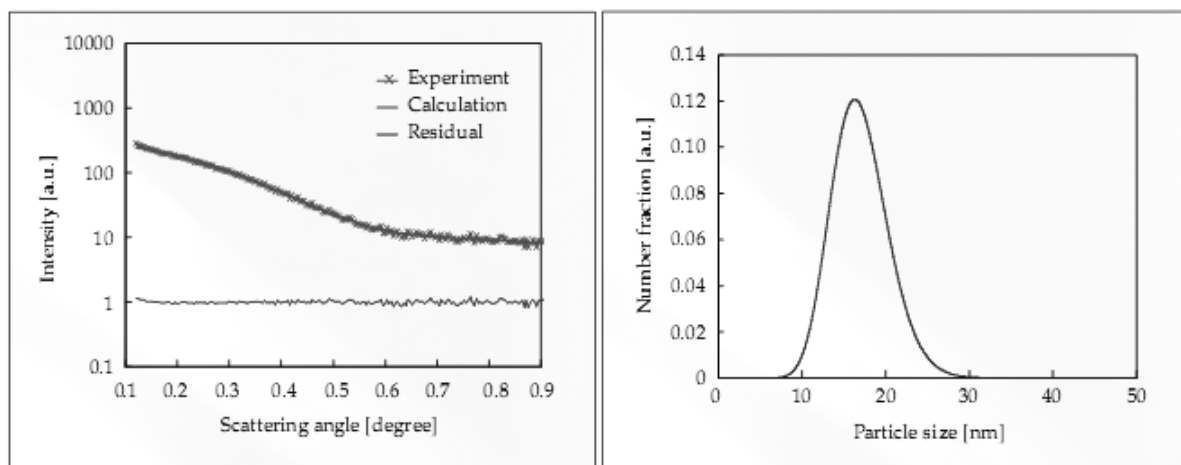 10000
1000
100
10
1
0.1
Intensity [a.u.]
Experiment
Calculation
Residual
0.1 0.2 0.3 0.4 0.5 0.6 0.7 0.8 0.9
Scattering angle [degree]
0.14
0.12
0.10
0.08
0.06
0.04
0.02
0
Number fraction [a.u.]
0 10 20 30 40 50
Particle size [nm]